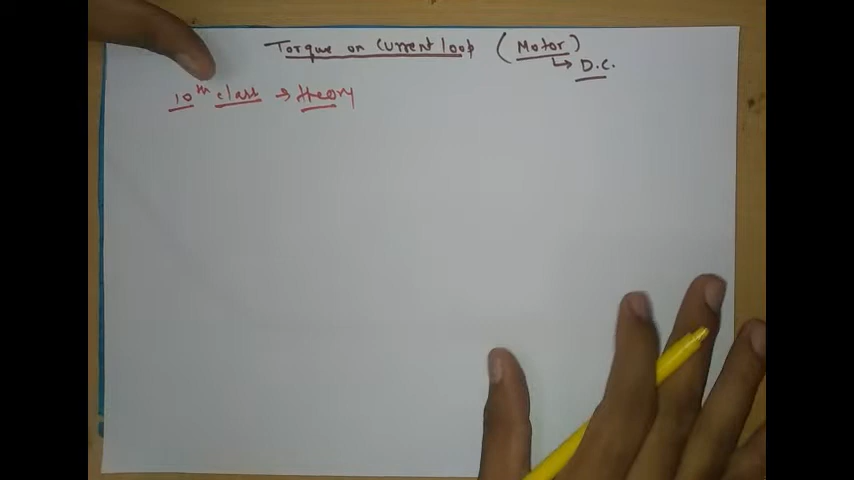 Torque on current loop (Motor)
↳ D.C.
10th class → theory